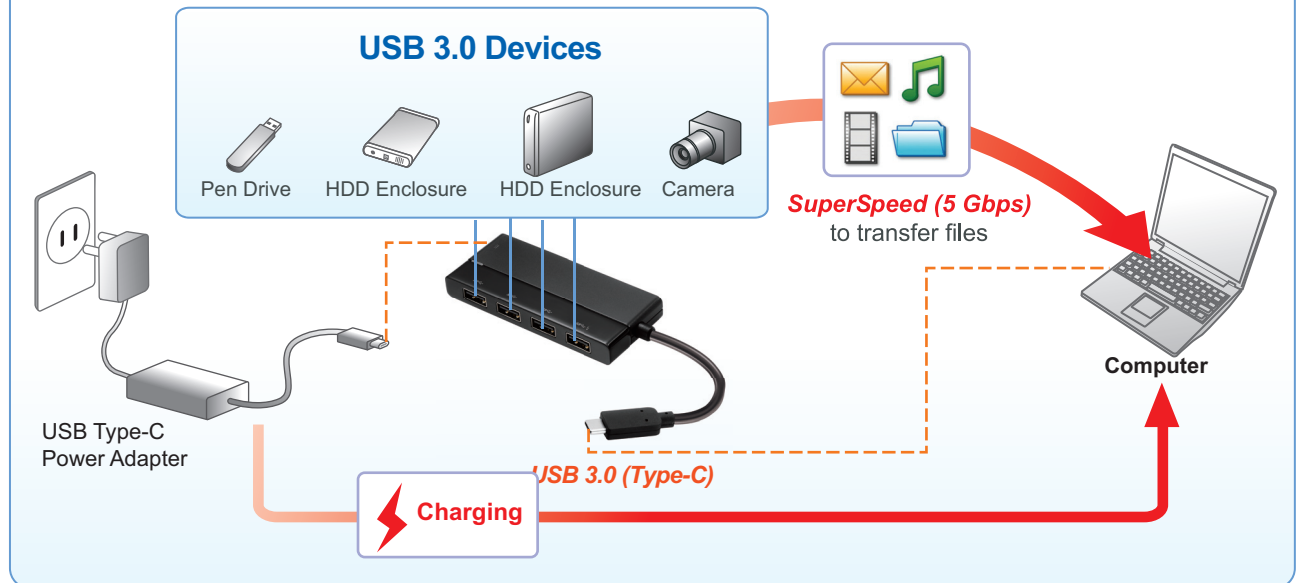 USB 3.0 Devices
Pen Drive
HDD Enclosure
HDD Enclosure
Camera
SuperSpeed (5 Gbps)
to transfer files
Computer
USB Type-C
Power Adapter
USB 3.0 (Type-C)
Charging